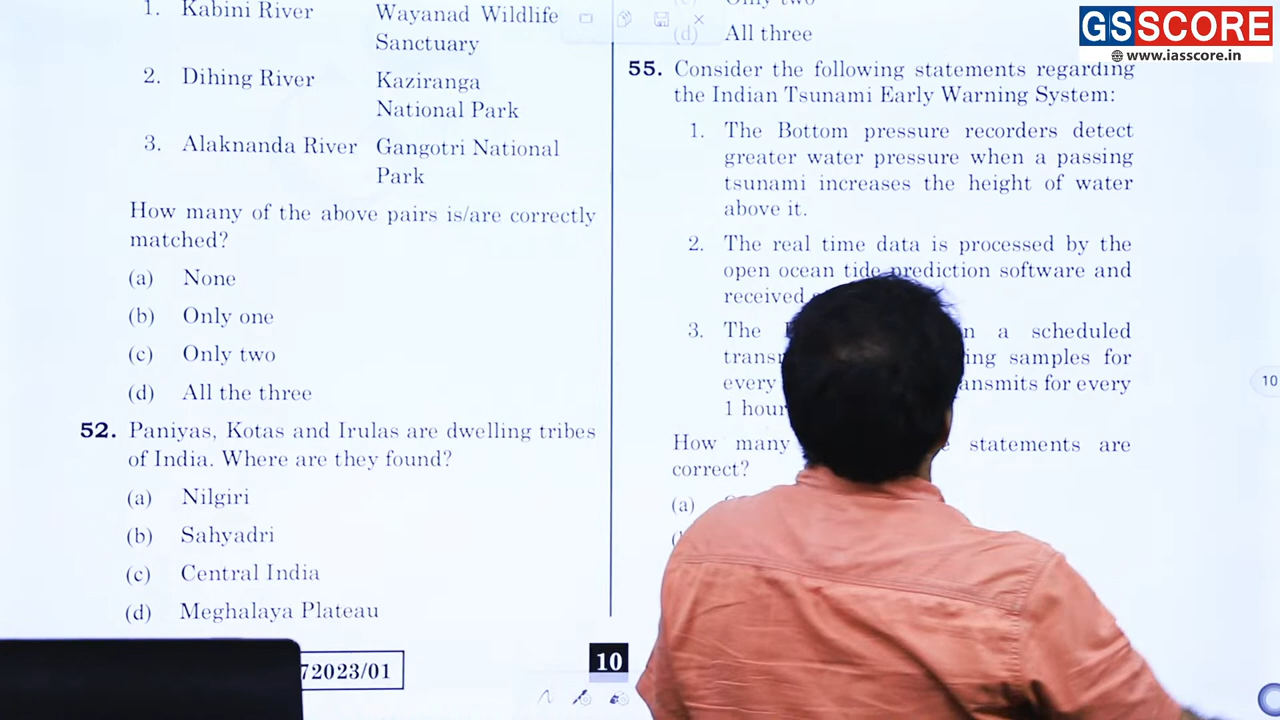 1. Kabini River Wayanad Wildlife
Sanctuary
2. Dihing River Kaziranga
National Park
3. Alaknanda River Gangotri National
Park
How many of the above pairs is/are correctly
matched?
(a) None
(b) Only one
(c) Only two
(d) All the three
52. Paniyas, Kotas and Irulas are dwelling tribes
of India. Where are they found?
(a) Nilgiri
(b) Sahyadri
(c) Central India
(d) Meghalaya Plateau
72023/01
10
Only two
(d) All three
55. Consider the following statements regarding
the Indian Tsunami Early Warning System:
1. The Bottom pressure recorders detect
greater water pressure when a passing
tsunami increases the height of water
above it.
2. The real time data is processed by the
open ocean tide prediction software and
received
3. The in a scheduled
samples for
every for every
1 hour
How many statements are
correct?
(a)
10
GSSCORE
www.iasscore.in